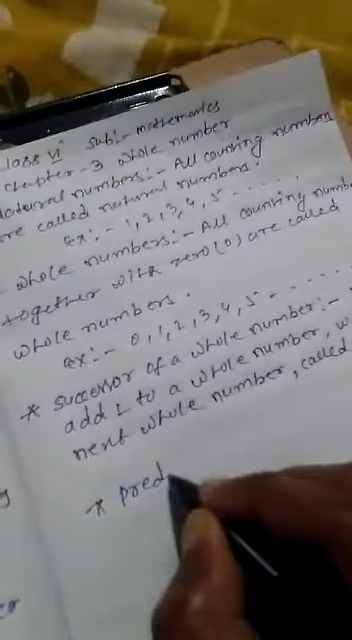 lass VI Sub:- mathematics
Chapter-3 whole number
Natural numbers:- All counting numbers
are called natural numbers.
Ex:- 1, 2, 3, 4, 5- . . . . . .
whole numbers:- All counting numbe
together with zero(0) are called
whole numbers.
Ex:- 0, 1, 2, 3, 4, 5- . . . . . . .
* successor of a whole number:-
add 1 to a whole number, w
next whole number, called
* pred